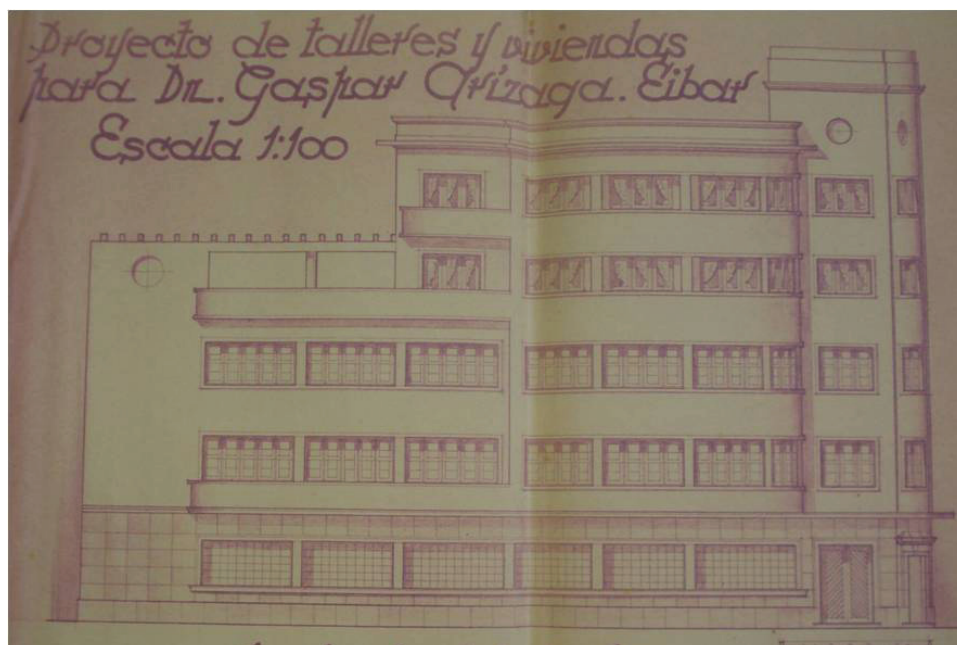 Proyecto de talleres y viviendas
para Dn. Gaspar Arizaga. Eibar
Escala 1:100